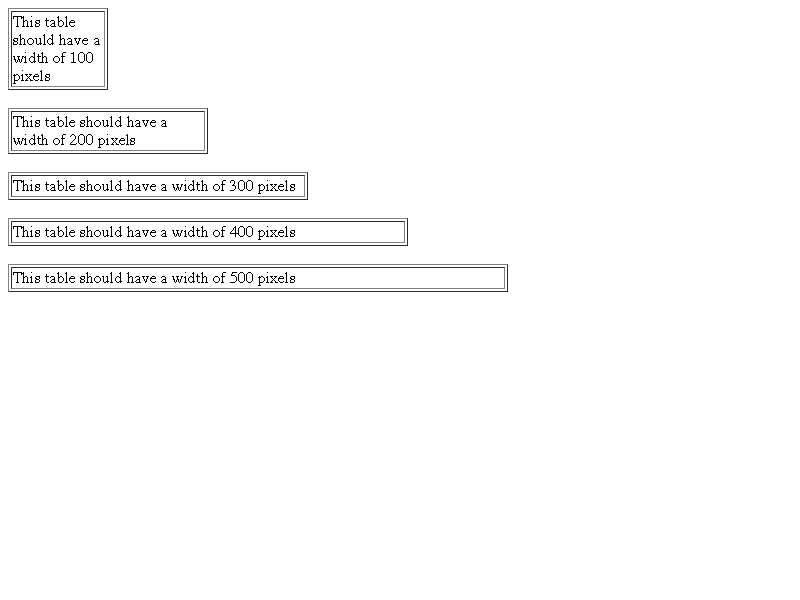 This table
should have a
width of 100
pixels
This table should have a
width of 200 pixels
This table should have a width of 300 pixels
This table should have a width of 400 pixels
This table should have a width of 500 pixels